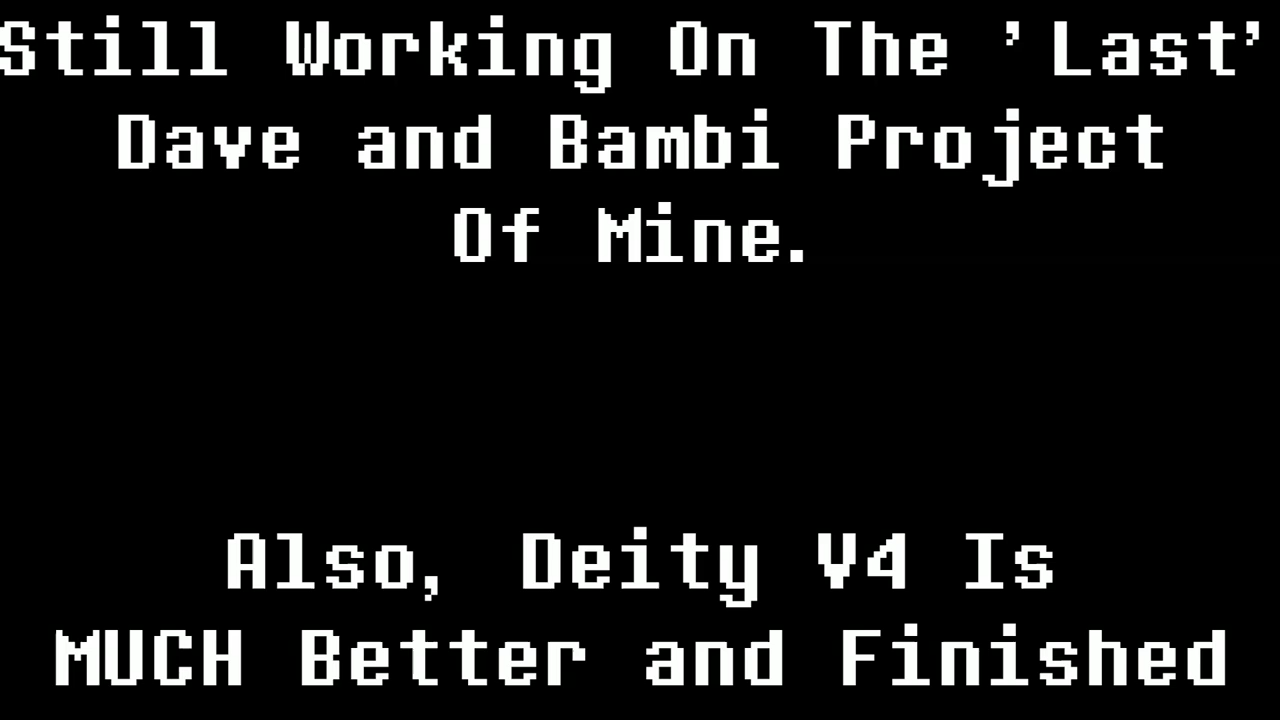 Still Working On The 'Last'
Dave and Bambi Project
Of Mine.
Also, Deity V4 Is
MUCH Better and Finished